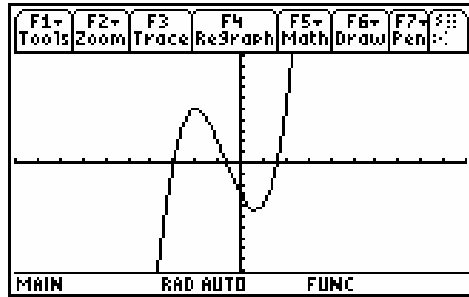 F1▾ F2▾ F3 F4 F5▾ F6▾ F7▾
Tools Zoom Trace ReGraph Math Draw Pen
MAIN RAD AUTO FUNC